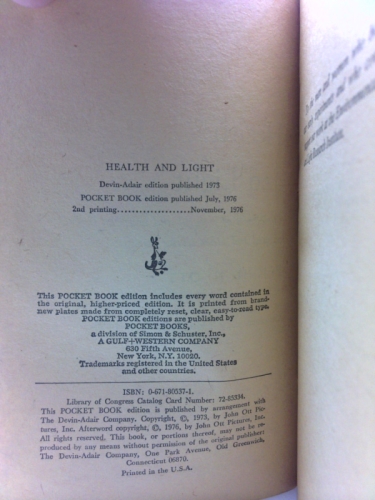 HEALTH AND LIGHT
Devin-Adair edition published 1973
POCKET BOOK edition published July, 1976
2nd printing....................November, 1976
This POCKET BOOK edition includes every word contained in
the original, higher-priced edition. It is printed from brand-
new plates made from completely reset, clear, easy-to-read type.
POCKET BOOK editions are published by
POCKET BOOKS,
a division of Simon & Schuster, Inc.,
A GULF+WESTERN COMPANY
630 Fifth Avenue,
New York, N.Y. 10020.
Trademarks registered in the United States
and other countries.
ISBN: 0-671-80537-1.
Library of Congress Catalog Card Number: 72-85334.
This POCKET BOOK edition is published by arrangement with
The Devin-Adair Company. Copyright, ©, 1973, by John Ott Pic-
tures, Inc. Afterword copyright, ©, 1976, by John Ott Pictures, Inc.
All rights reserved. This book, or portions thereof, may not be re-
produced by any means without permission of the original publisher:
The Devin-Adair Company, One Park Avenue, Old Greenwich,
Connecticut 06870.
Printed in the U.S.A.